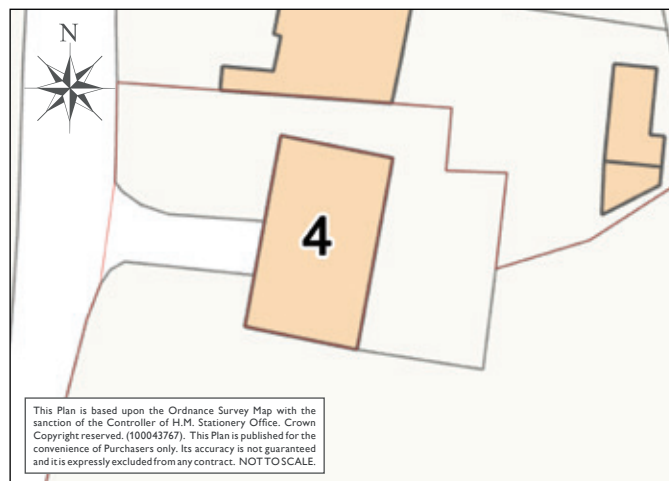 N
4
This Plan is based upon the Ordnance Survey Map with the
sanction of the Controller of H.M. Stationery Office. Crown
Copyright reserved. (100043767). This Plan is published for the
convenience of Purchasers only. Its accuracy is not guaranteed
and it is expressly excluded from any contract. NOT TO SCALE.